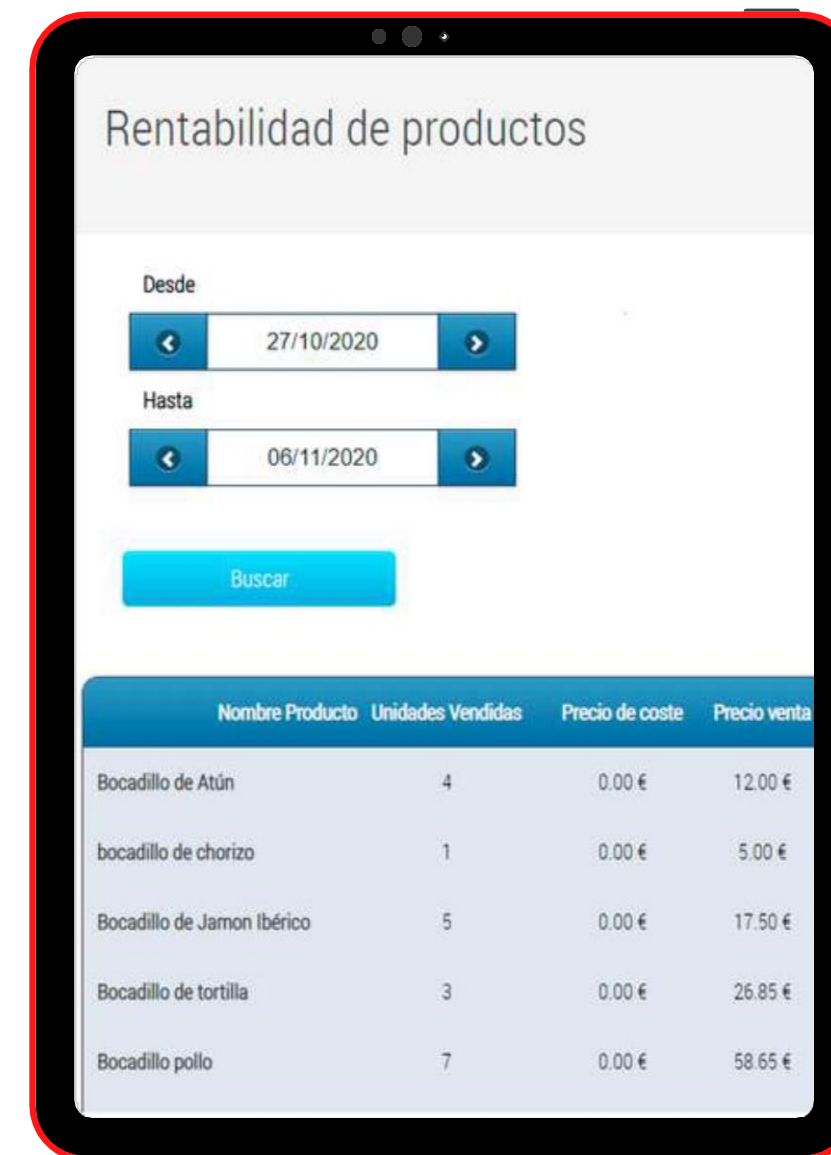 Rentabilidad de productos
Desde
27/10/2020
Hasta
06/11/2020
Buscar
Nombre Producto Unidades Vendidas Precio de coste Precio venta
Bocadillo de Atún 4 0.00 € 12.00 €
bocadillo de chorizo 1 0.00 € 5.00 €
Bocadillo de Jamon Ibérico 5 0.00 € 17.50 €
Bocadillo de tortilla 3 0.00 € 26.85 €
Bocadillo pollo 7 0.00 € 58.65 €